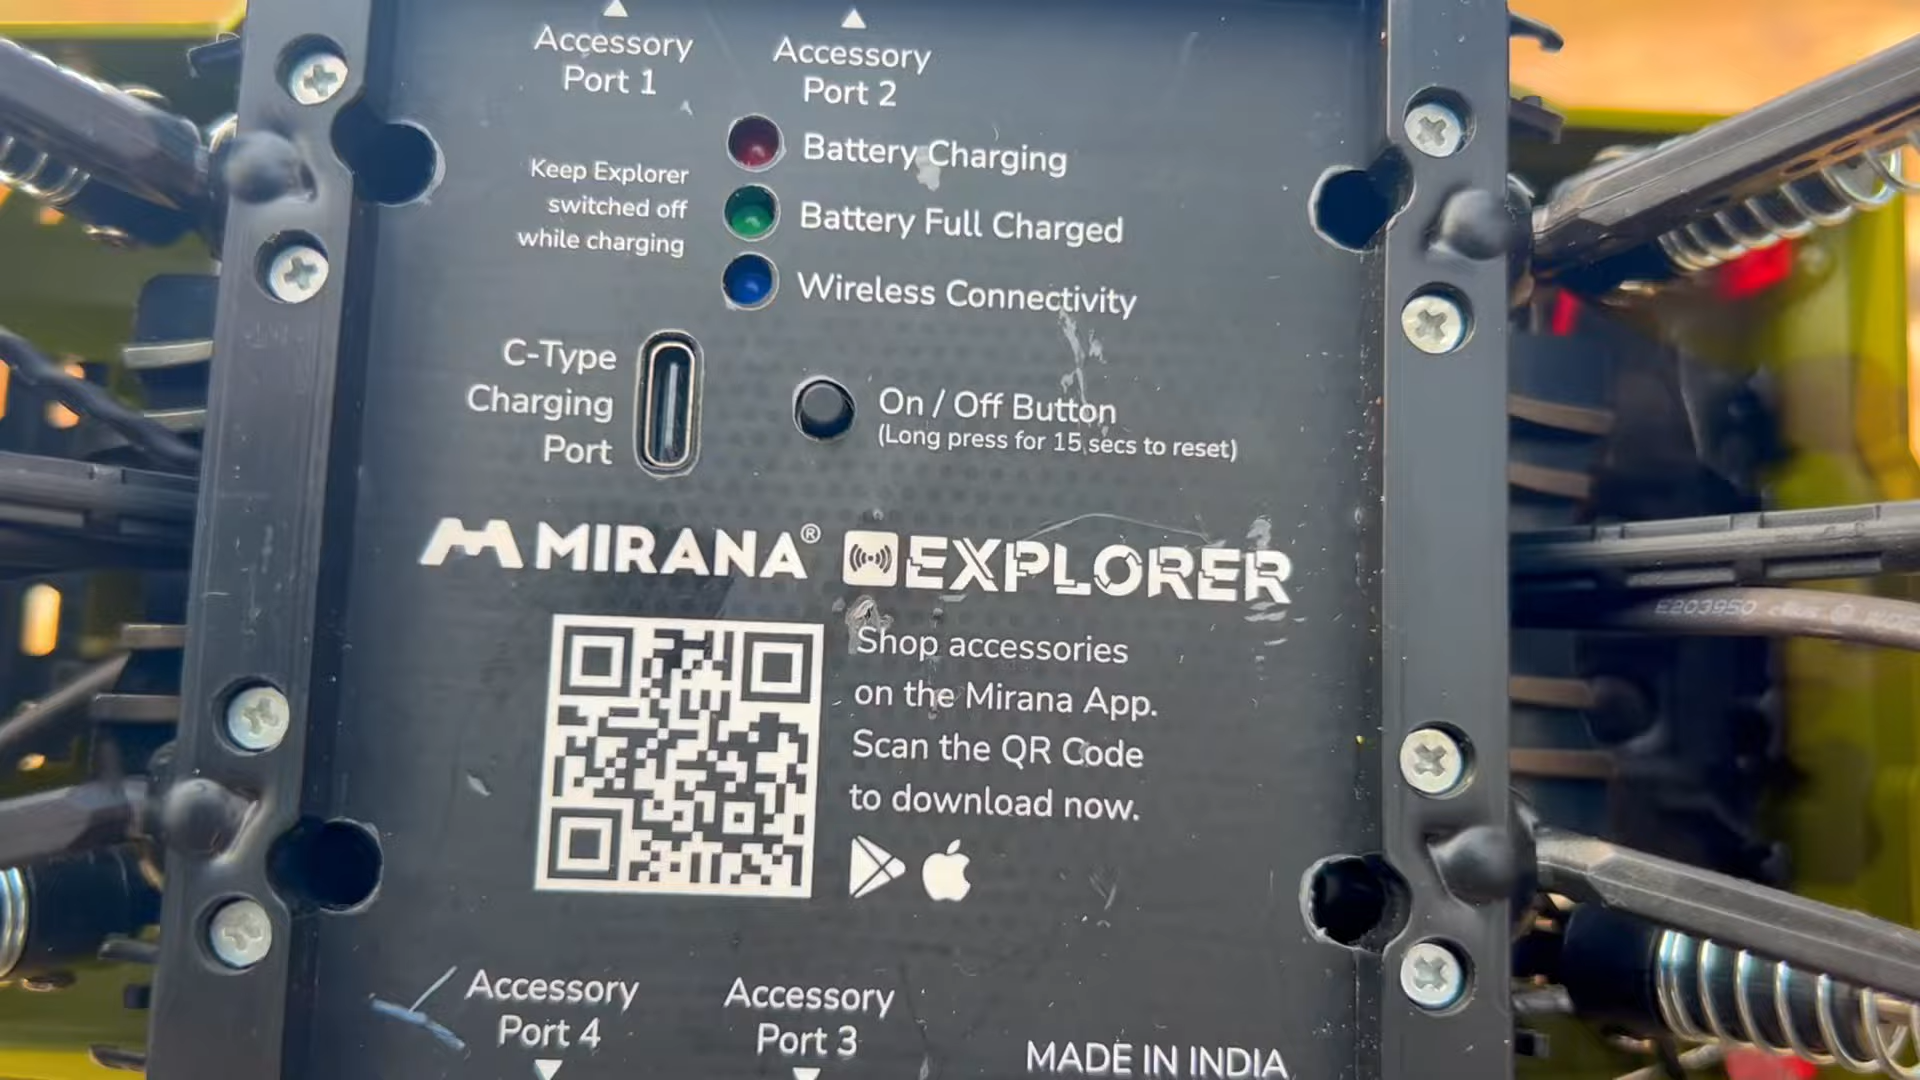 Accessory
Port 1
Accessory
Port 2
Battery Charging
Keep Explorer
switched off
while charging
Battery Full Charged
Wireless Connectivity
C-Type
Charging
Port
On / Off Button
(Long press for 15 secs to reset)
MIRANA® EXPLORER
E203950
Shop accessories
on the Mirana App.
Scan the QR Code
to download now.
Accessory
Port 4
Accessory
Port 3
MADE IN INDIA